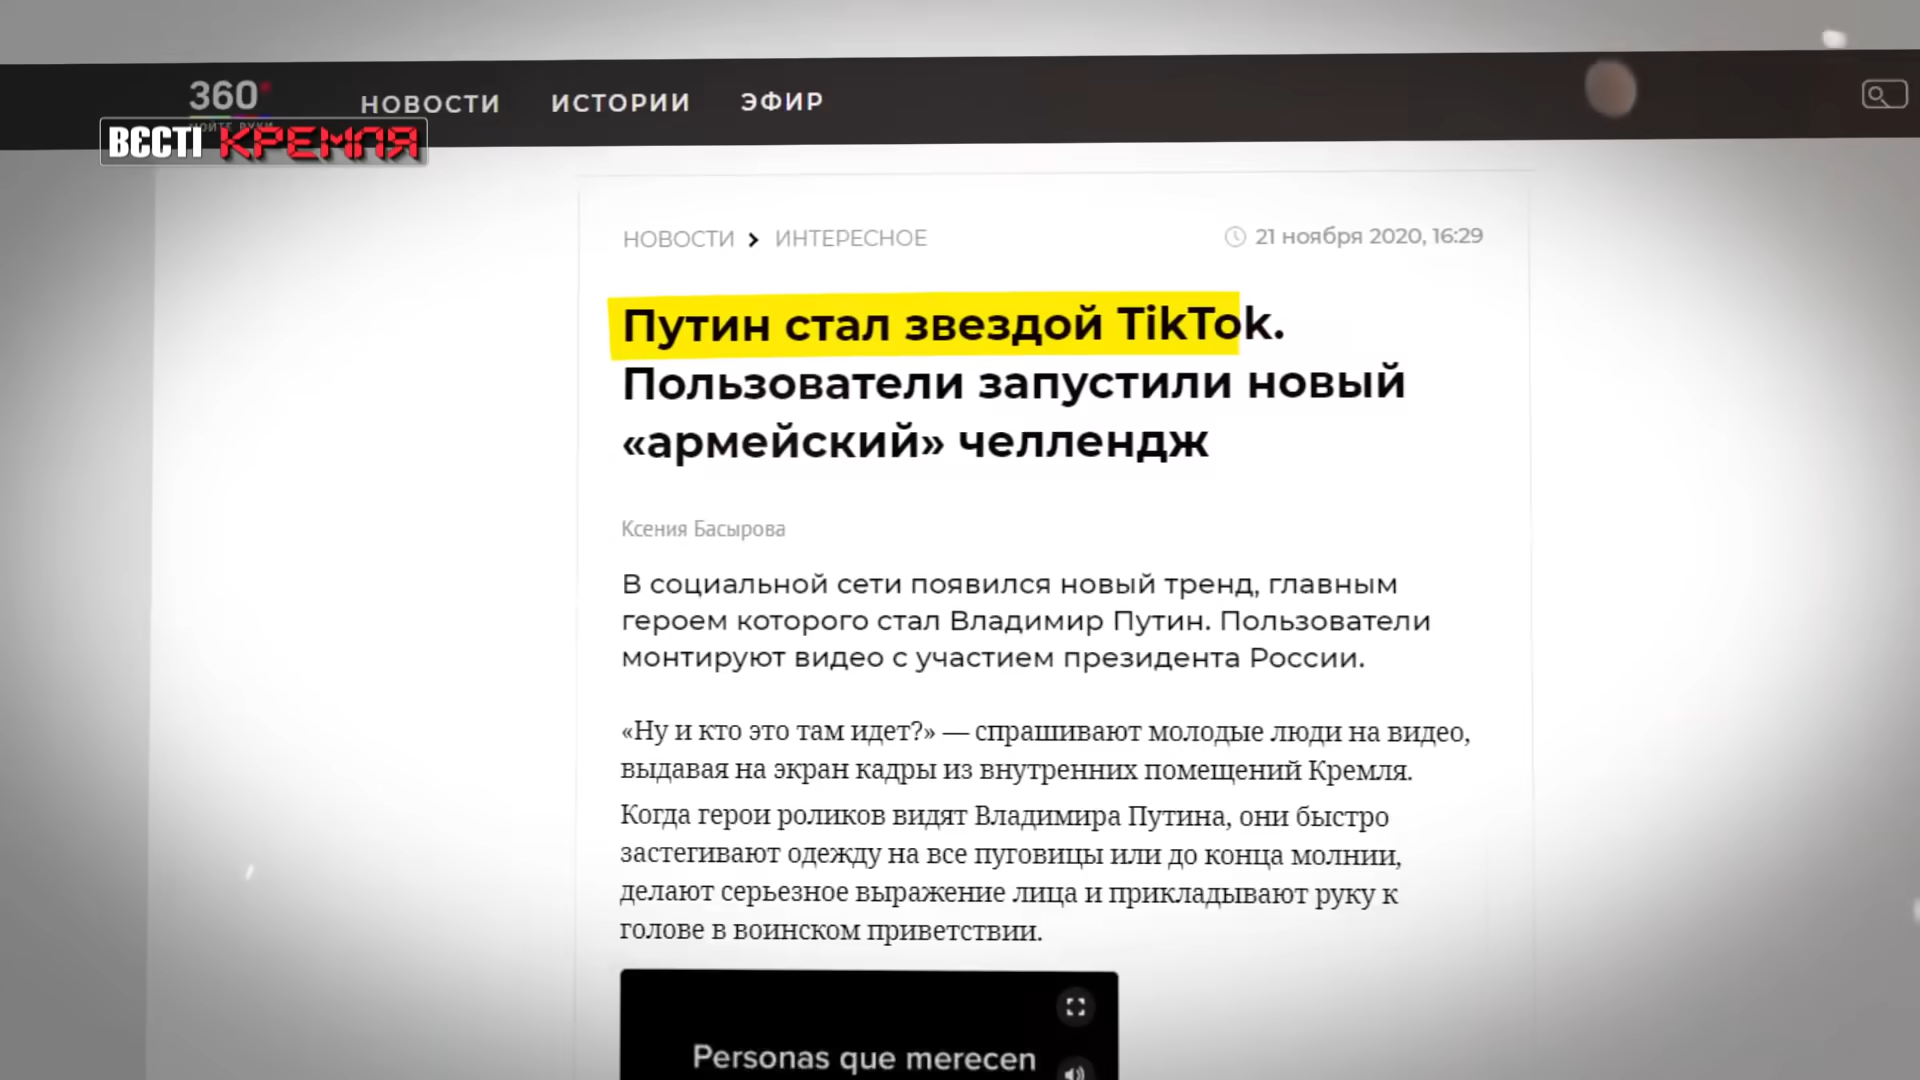 360°
НОВОСТИ ИСТОРИИ ЭФИР
МОЙТЕ РУКИ
ВЄСТІ КРЕМЛЯ
НОВОСТИ > ИНТЕРЕСНОЕ
21 ноября 2020, 16:29
Путин стал звездой TikTok.
Пользователи запустили новый
«армейский» челлендж
Ксения Басырова
В социальной сети появился новый тренд, главным
героем которого стал Владимир Путин. Пользователи
монтируют видео с участием президента России.
«Ну и кто это там идет?» — спрашивают молодые люди на видео,
выдавая на экран кадры из внутренних помещений Кремля.
Когда герои роликов видят Владимира Путина, они быстро
застегивают одежду на все пуговицы или до конца молнии,
делают серьезное выражение лица и прикладывают руку к
голове в воинском приветствии.
Personas que merecen